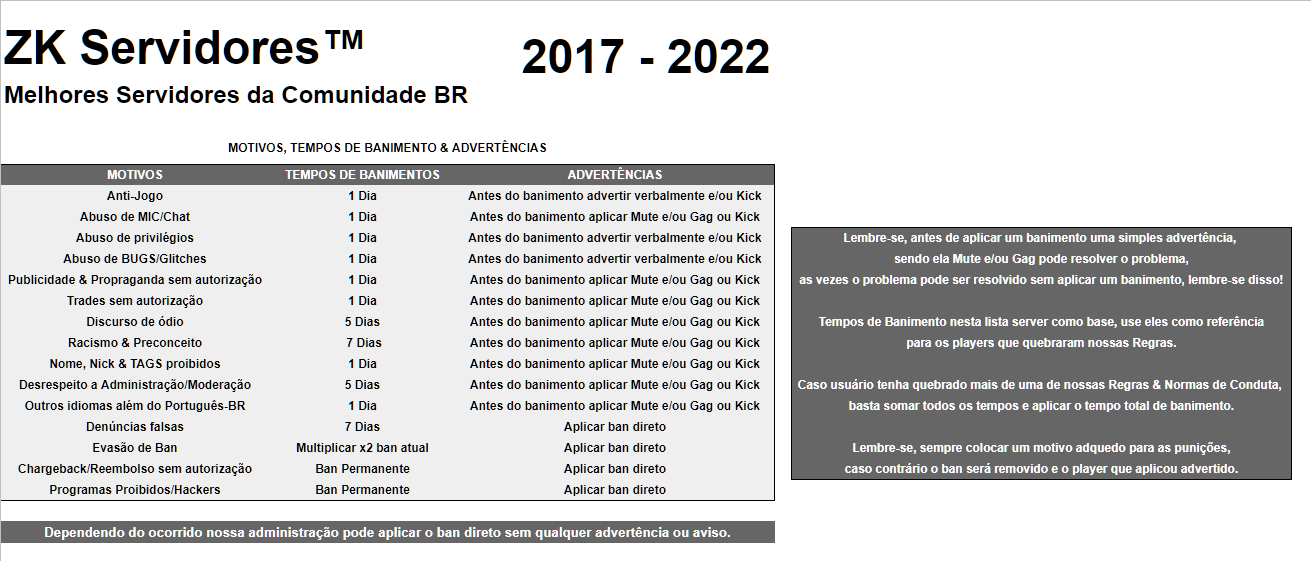 ZK Servidores™
2017 - 2022
Melhores Servidores da Comunidade BR
MOTIVOS, TEMPOS DE BANIMENTO & ADVERTÊNCIAS
MOTIVOS TEMPOS DE BANIMENTOS ADVERTÊNCIAS
Anti-Jogo 1 Dia Antes do banimento advertir verbalmente e/ou Kick
Abuso de MIC/Chat 1 Dia Antes do banimento aplicar Mute e/ou Gag ou Kick
Abuso de privilégios 1 Dia Antes do banimento advertir verbalmente e/ou Kick
Abuso de BUGS/Glitches 1 Dia Antes do banimento advertir verbalmente e/ou Kick
Publicidade & Propraganda sem autorização 1 Dia Antes do banimento aplicar Mute e/ou Gag ou Kick
Trades sem autorização 1 Dia Antes do banimento aplicar Mute e/ou Gag ou Kick
Discurso de ódio 5 Dias Antes do banimento aplicar Mute e/ou Gag ou Kick
Racismo & Preconceito 7 Dias Antes do banimento aplicar Mute e/ou Gag ou Kick
Nome, Nick & TAGS proibidos 1 Dia Antes do banimento aplicar Mute e/ou Gag ou Kick
Desrespeito a Administração/Moderação 5 Dias Antes do banimento aplicar Mute e/ou Gag ou Kick
Outros idiomas além do Português-BR 1 Dia Antes do banimento aplicar Mute e/ou Gag ou Kick
Denúncias falsas 7 Dias Aplicar ban direto
Evasão de Ban Multiplicar x2 ban atual Aplicar ban direto
Chargeback/Reembolso sem autorização Ban Permanente Aplicar ban direto
Programas Proibidos/Hackers Ban Permanente Aplicar ban direto
Dependendo do ocorrido nossa administração pode aplicar o ban direto sem qualquer advertência ou aviso.
Lembre-se, antes de aplicar um banimento uma simples advertência,
sendo ela Mute e/ou Gag pode resolver o problema,
as vezes o problema pode ser resolvido sem aplicar um banimento, lembre-se disso!
Tempos de Banimento nesta lista server como base, use eles como referência
para os players que quebraram nossas Regras.
Caso usuário tenha quebrado mais de uma de nossas Regras & Normas de Conduta,
basta somar todos os tempos e aplicar o tempo total de banimento.
Lembre-se, sempre colocar um motivo adquedo para as punições,
caso contrário o ban será removido e o player que aplicou advertido.